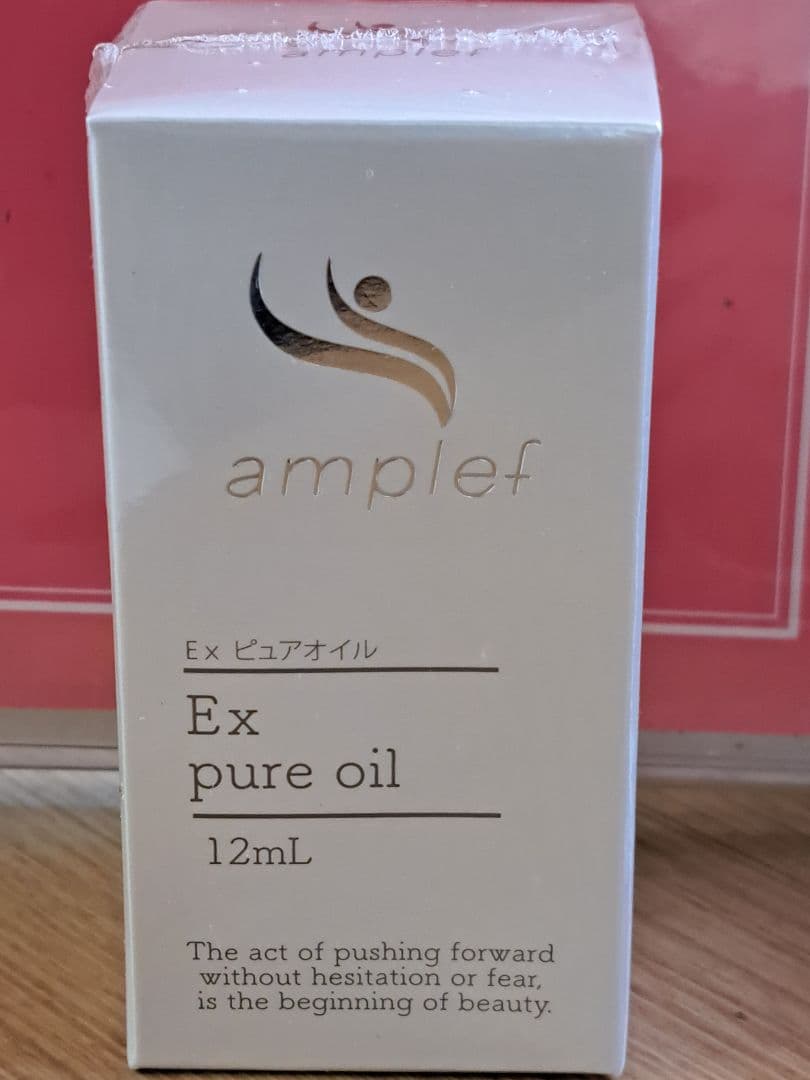 amplef
amplef
Ex ピュアオイル
Ex
pure oil
12mL
The act of pushing forward
without hesitation or fear,
is the beginning of beauty.